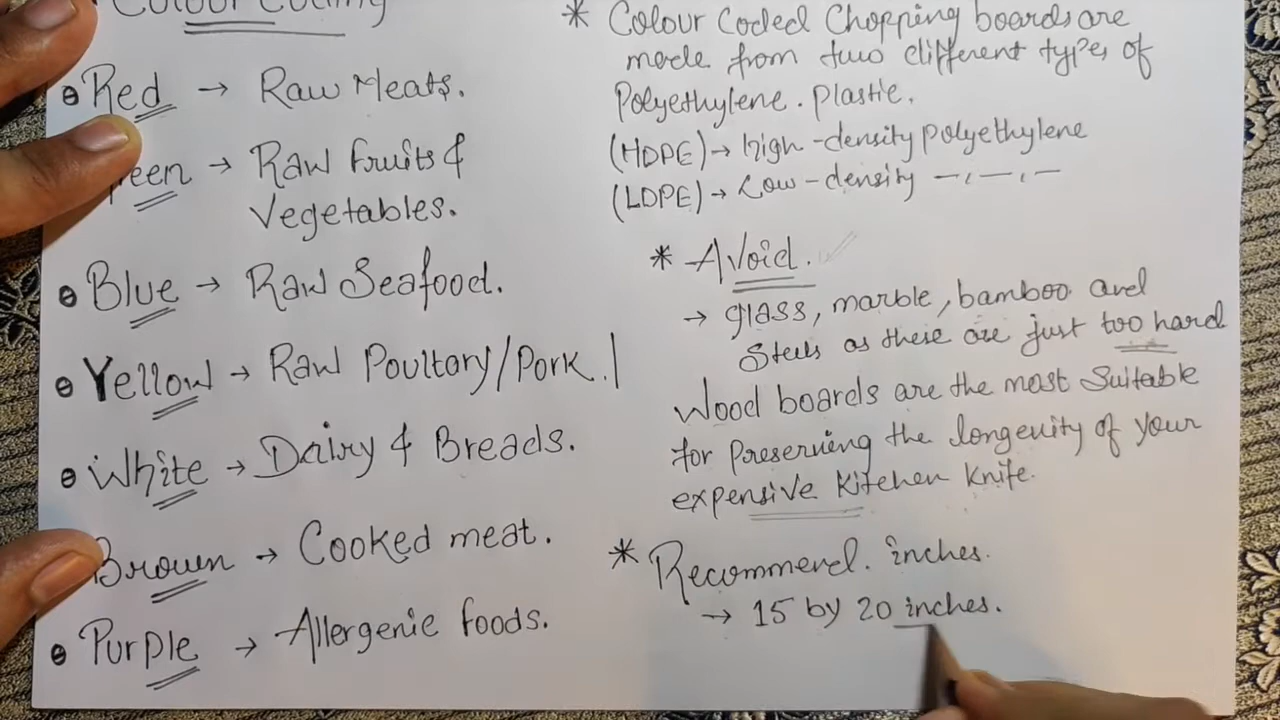 Colour Coding
Red → Raw Meats.
Green → Raw fruits &
Vegetables.
Blue → Raw Seafood.
Yellow → Raw Poultory/Pork.
White → Dairy & Breads.
Brown → Cooked meat.
Purple → Allergenic foods.
* Colour Coded Chopping boards are
made from two different types of
Polyethylene. Plastic.
(HDPE) → high-density polyethylene
(LDPE) → Low-density -〃-〃-
* Avoid.
→ glass, marble, bamboo and
Steels as these are just too hard
Wood boards are the most Suitable
for Preserving the longevity of your
expensive Kitchen Knife.
* Recommend. inches.
→ 15 by 20 inches.